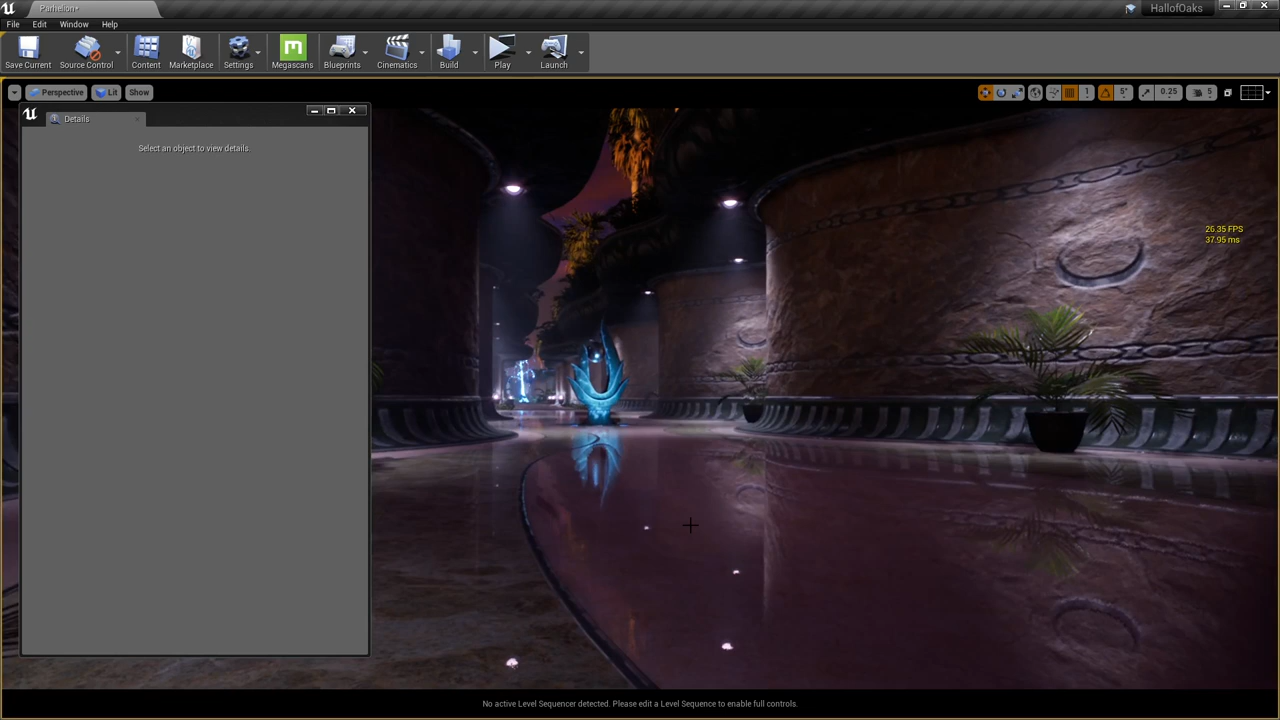 Parhelion*
HallofOaks
File Edit Window Help
Save Current Source Control Content Marketplace Settings Megascans Blueprints Cinematics Build Play Launch
Perspective Lit Show 1 5° 0.25 5
Details
Select an object to view details.
26.35 FPS
37.95 ms
No active Level Sequencer detected. Please edit a Level Sequence to enable full controls.